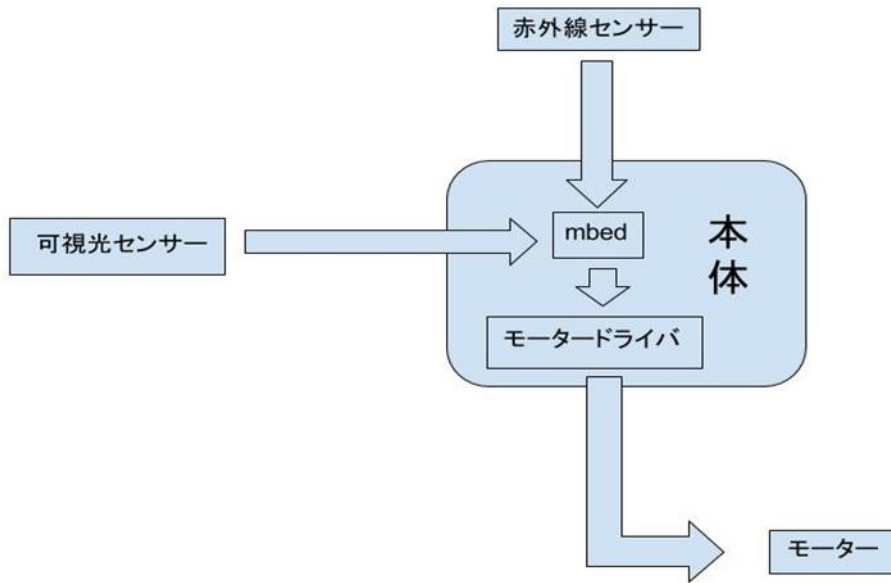 赤外線センサー
可視光センサー
mbed
本体
モータードライバ
モーター